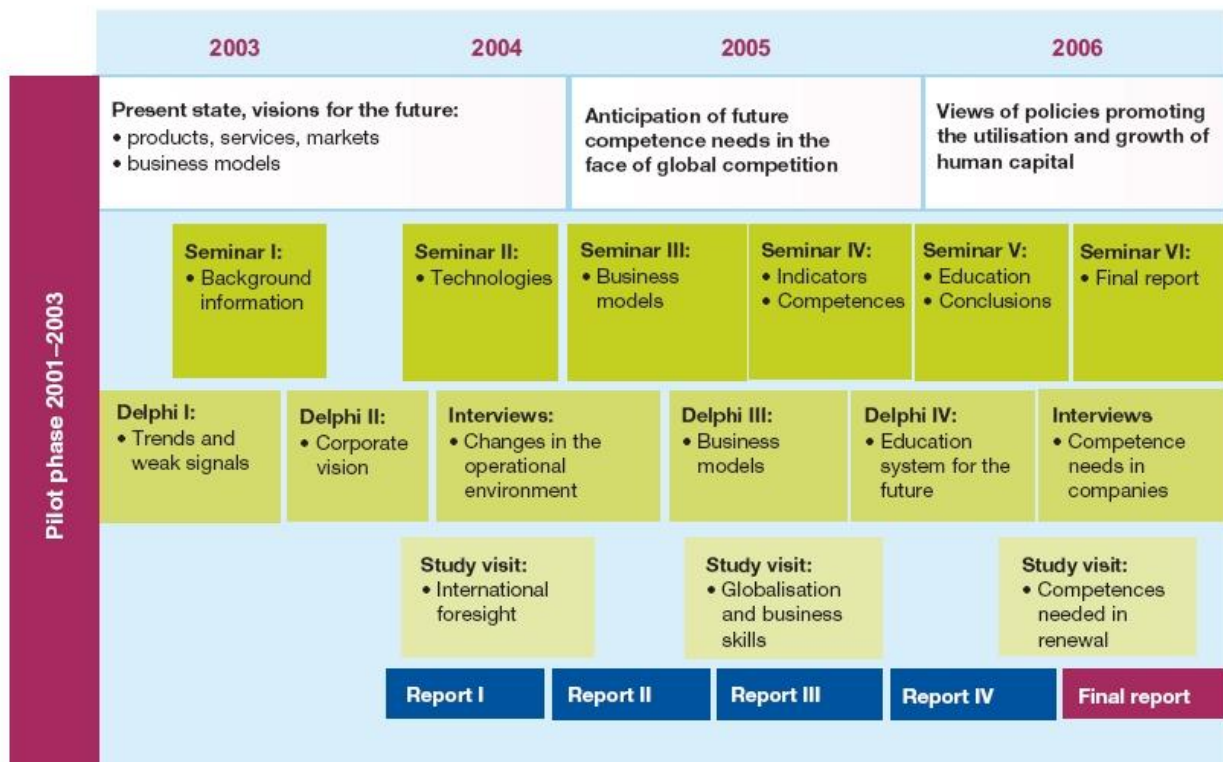 2003
2004
2005
2006
Pilot phase 2001–2003
Present state, visions for the future:
• products, services, markets
• business models
Anticipation of future
competence needs in the
face of global competition
Views of policies promoting
the utilisation and growth of
human capital
Seminar I:
• Background
information
Seminar II:
• Technologies
Seminar III:
• Business
models
Seminar IV:
• Indicators
• Competences
Seminar V:
• Education
• Conclusions
Seminar VI:
• Final report
Delphi I:
• Trends and
weak signals
Delphi II:
• Corporate
vision
Interviews:
• Changes in the
operational
environment
Delphi III:
• Business
models
Delphi IV:
• Education
system for the
future
Interviews
• Competence
needs in
companies
Study visit:
• International
foresight
Study visit:
• Globalisation
and business
skills
Study visit:
• Competences
needed in
renewal
Report I
Report II
Report III
Report IV
Final report